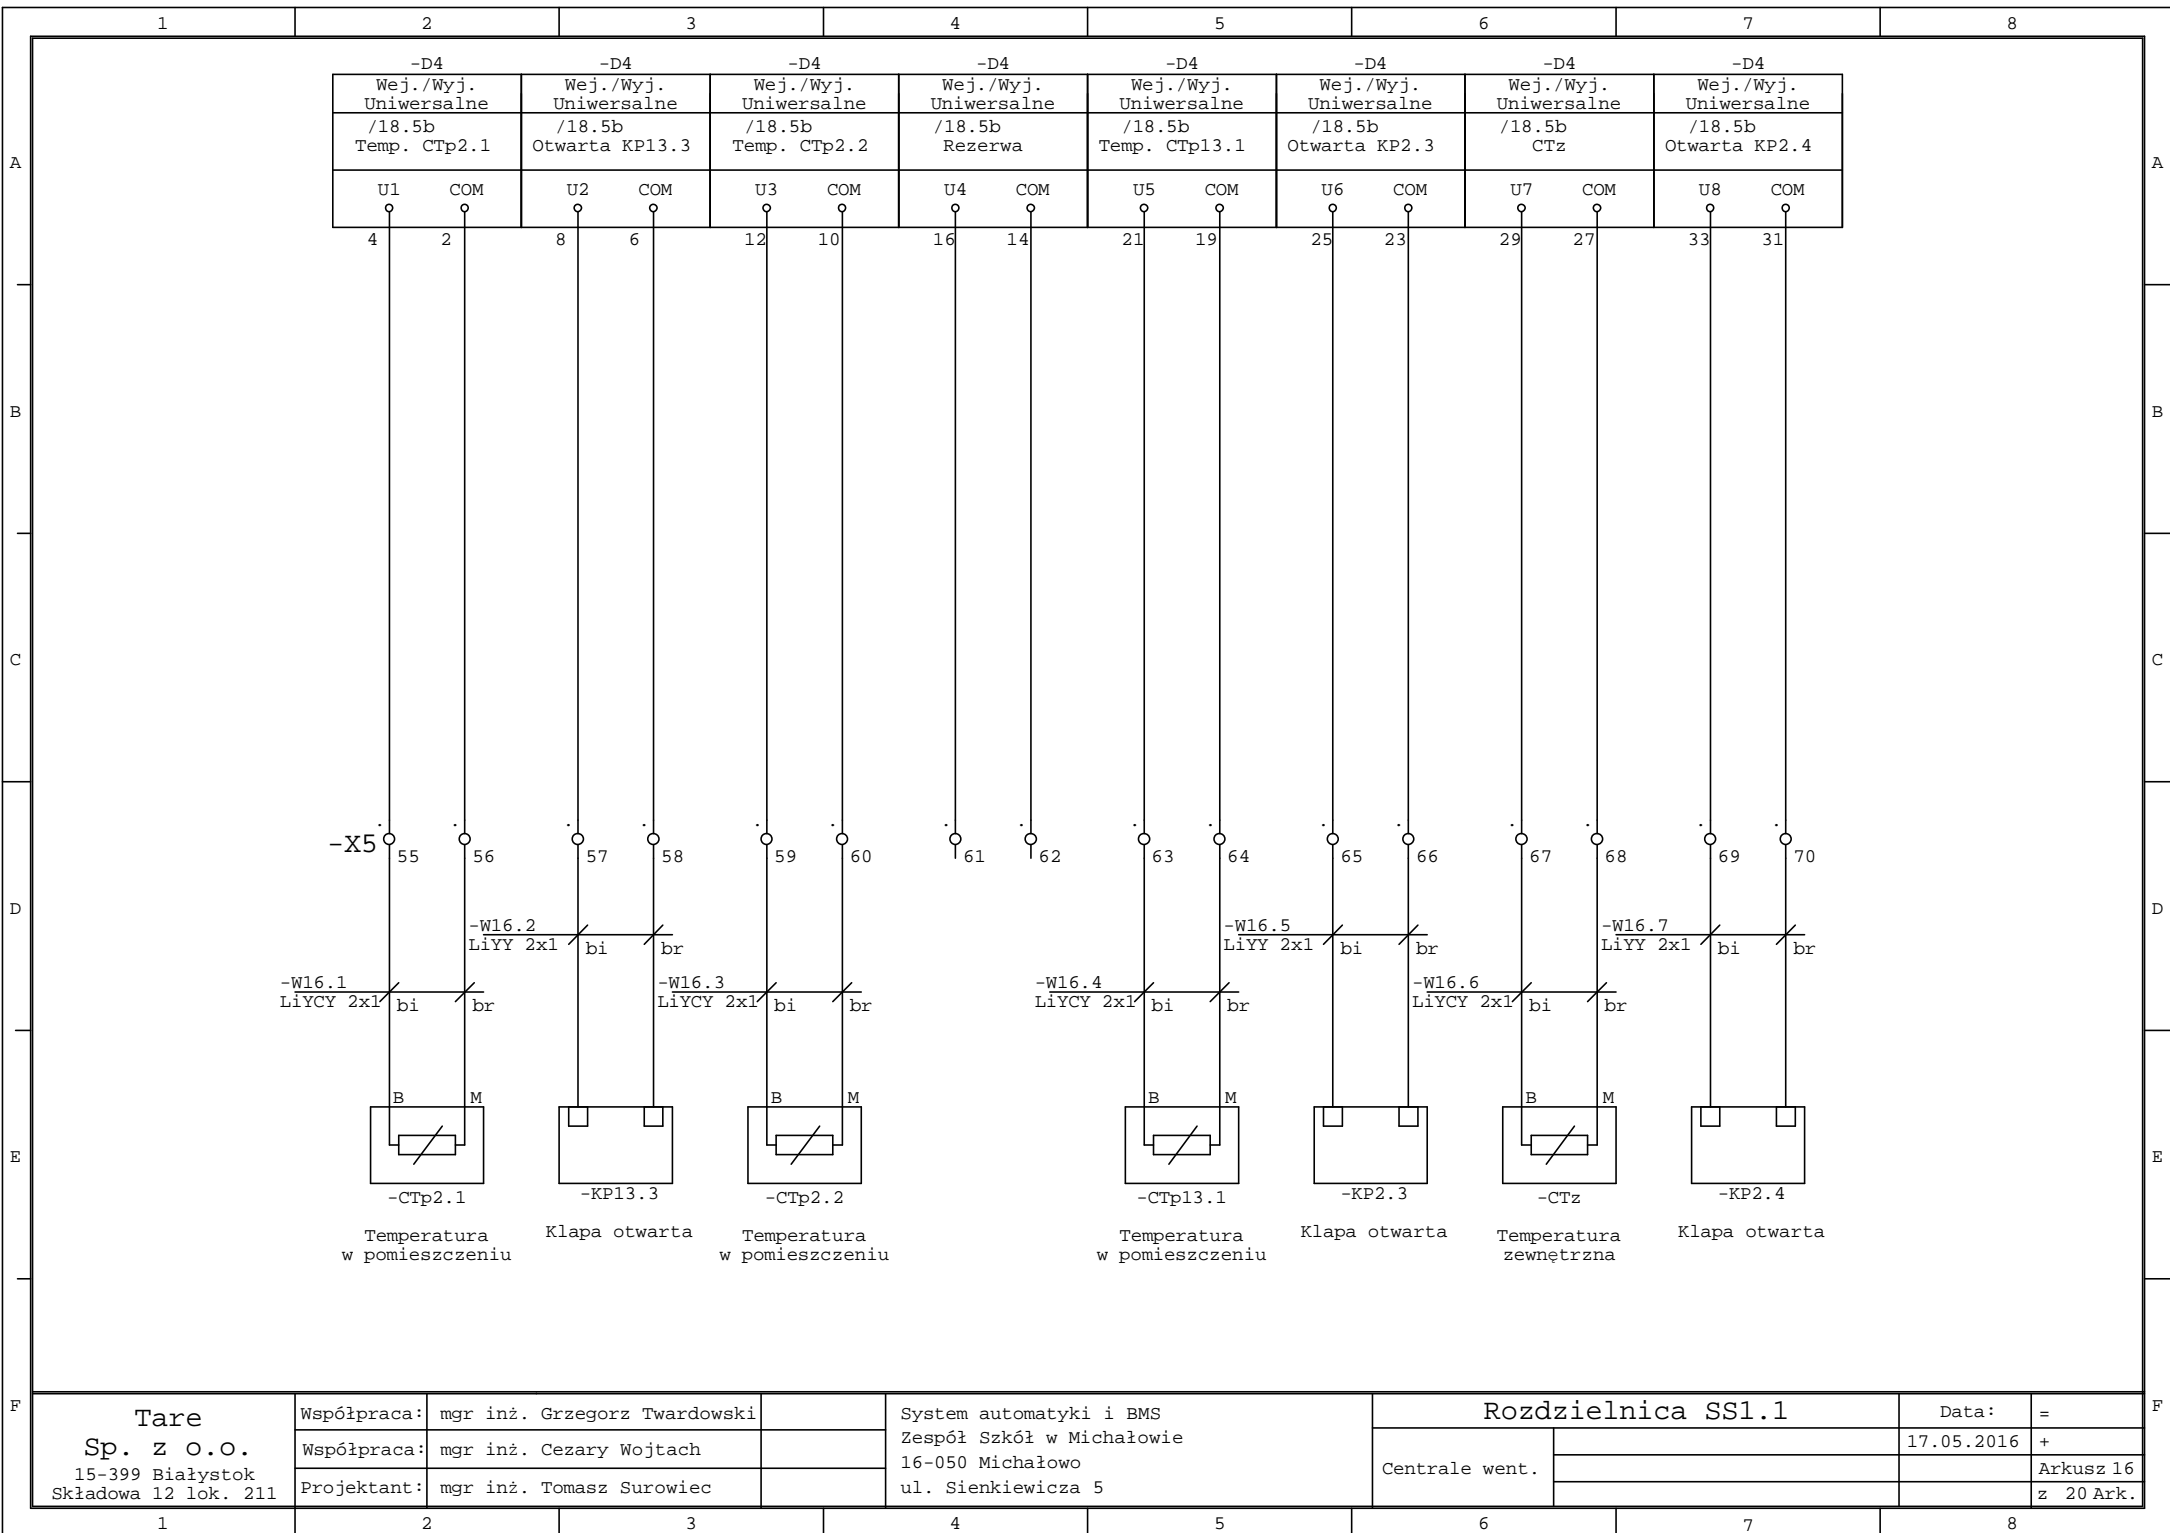 1 2 3 4 5 6 7 8
-D4 -D4 -D4 -D4 -D4 -D4 -D4 -D4
Wej./Wyj. Wej./Wyj. Wej./Wyj. Wej./Wyj. Wej./Wyj. Wej./Wyj. Wej./Wyj. Wej./Wyj.
Uniwersalne Uniwersalne Uniwersalne Uniwersalne Uniwersalne Uniwersalne Uniwersalne Uniwersalne
/18.5b /18.5b /18.5b /18.5b /18.5b /18.5b /18.5b /18.5b
Temp. CTp2.1 Otwarta KP13.3 Temp. CTp2.2 Rezerwa Temp. CTp13.1 Otwarta KP2.3 CTz Otwarta KP2.4
A A
U1 COM U2 COM U3 COM U4 COM U5 COM U6 COM U7 COM U8 COM
4 2 8 6 12 10 16 14 21 19 25 23 29 27 33 31
B B
C C
-X5 55 56 57 58 59 60 61 62 63 64 65 66 67 68 69 70
D D
-W16.2 -W16.5 -W16.7
LiYY 2x1 bi br LiYY 2x1 bi br LiYY 2x1 bi br
-W16.1 -W16.3 -W16.4 -W16.6
LiYCY 2x1 bi br LiYCY 2x1 bi br LiYCY 2x1 bi br LiYCY 2x1 bi br
B M B M B M B M
E E
-CTp2.1 -KP13.3 -CTp2.2 -CTp13.1 -KP2.3 -CTz -KP2.4
Temperatura Klapa otwarta Temperatura Temperatura Klapa otwarta Temperatura Klapa otwarta
w pomieszczeniu w pomieszczeniu w pomieszczeniu zewnętrzna
F F
Tare
Sp. z o.o.
15-399 Białystok
Składowa 12 lok. 211
Współpraca: mgr inż. Grzegorz Twardowski
Współpraca: mgr inż. Cezary Wojtach
Projektant: mgr inż. Tomasz Surowiec
System automatyki i BMS
Zespół Szkół w Michałowie
16-050 Michałowo
ul. Sienkiewicza 5
Rozdzielnica SS1.1
Centrale went.
Data: =
17.05.2016 +
Arkusz 16
z 20 Ark.
1 2 3 4 5 6 7 8